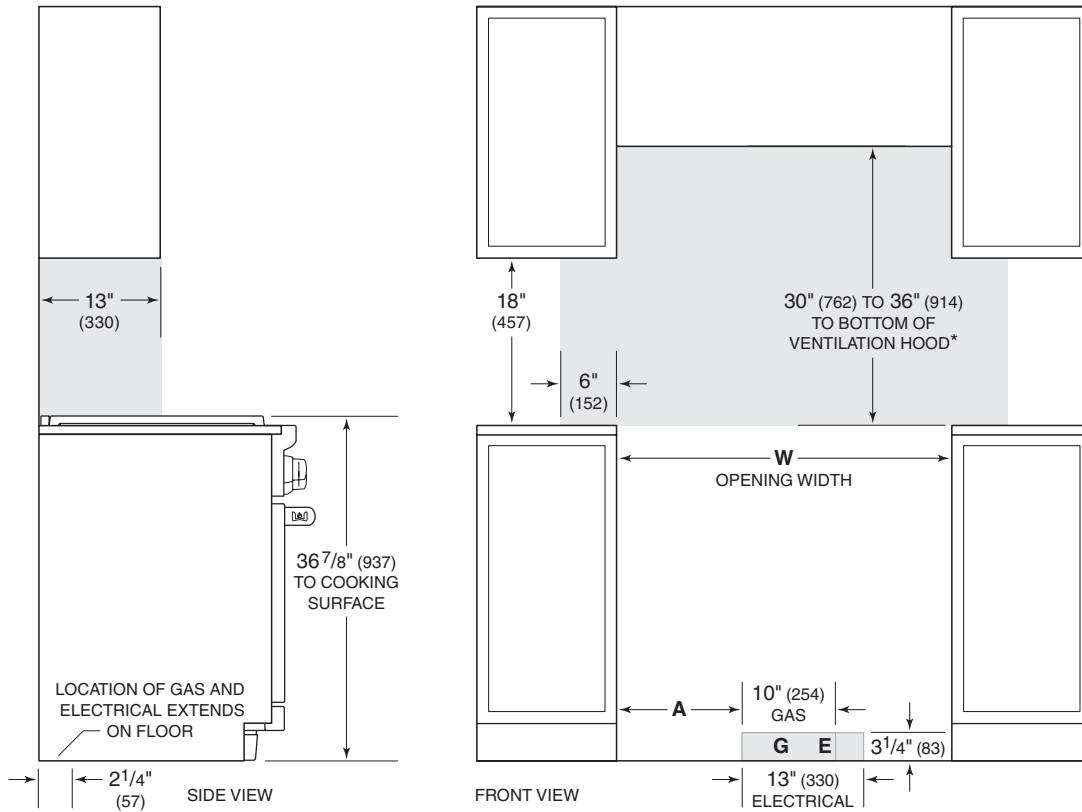 13"
(330)
36 7/8" (937)
TO COOKING
SURFACE
LOCATION OF GAS AND
ELECTRICAL EXTENDS
ON FLOOR
2 1/4"
(57)
SIDE VIEW
18"
(457)
30" (762) TO 36" (914)
TO BOTTOM OF
VENTILATION HOOD*
6"
(152)
W
OPENING WIDTH
A
10" (254)
GAS
G E
3 1/4" (83)
13" (330)
ELECTRICAL
FRONT VIEW